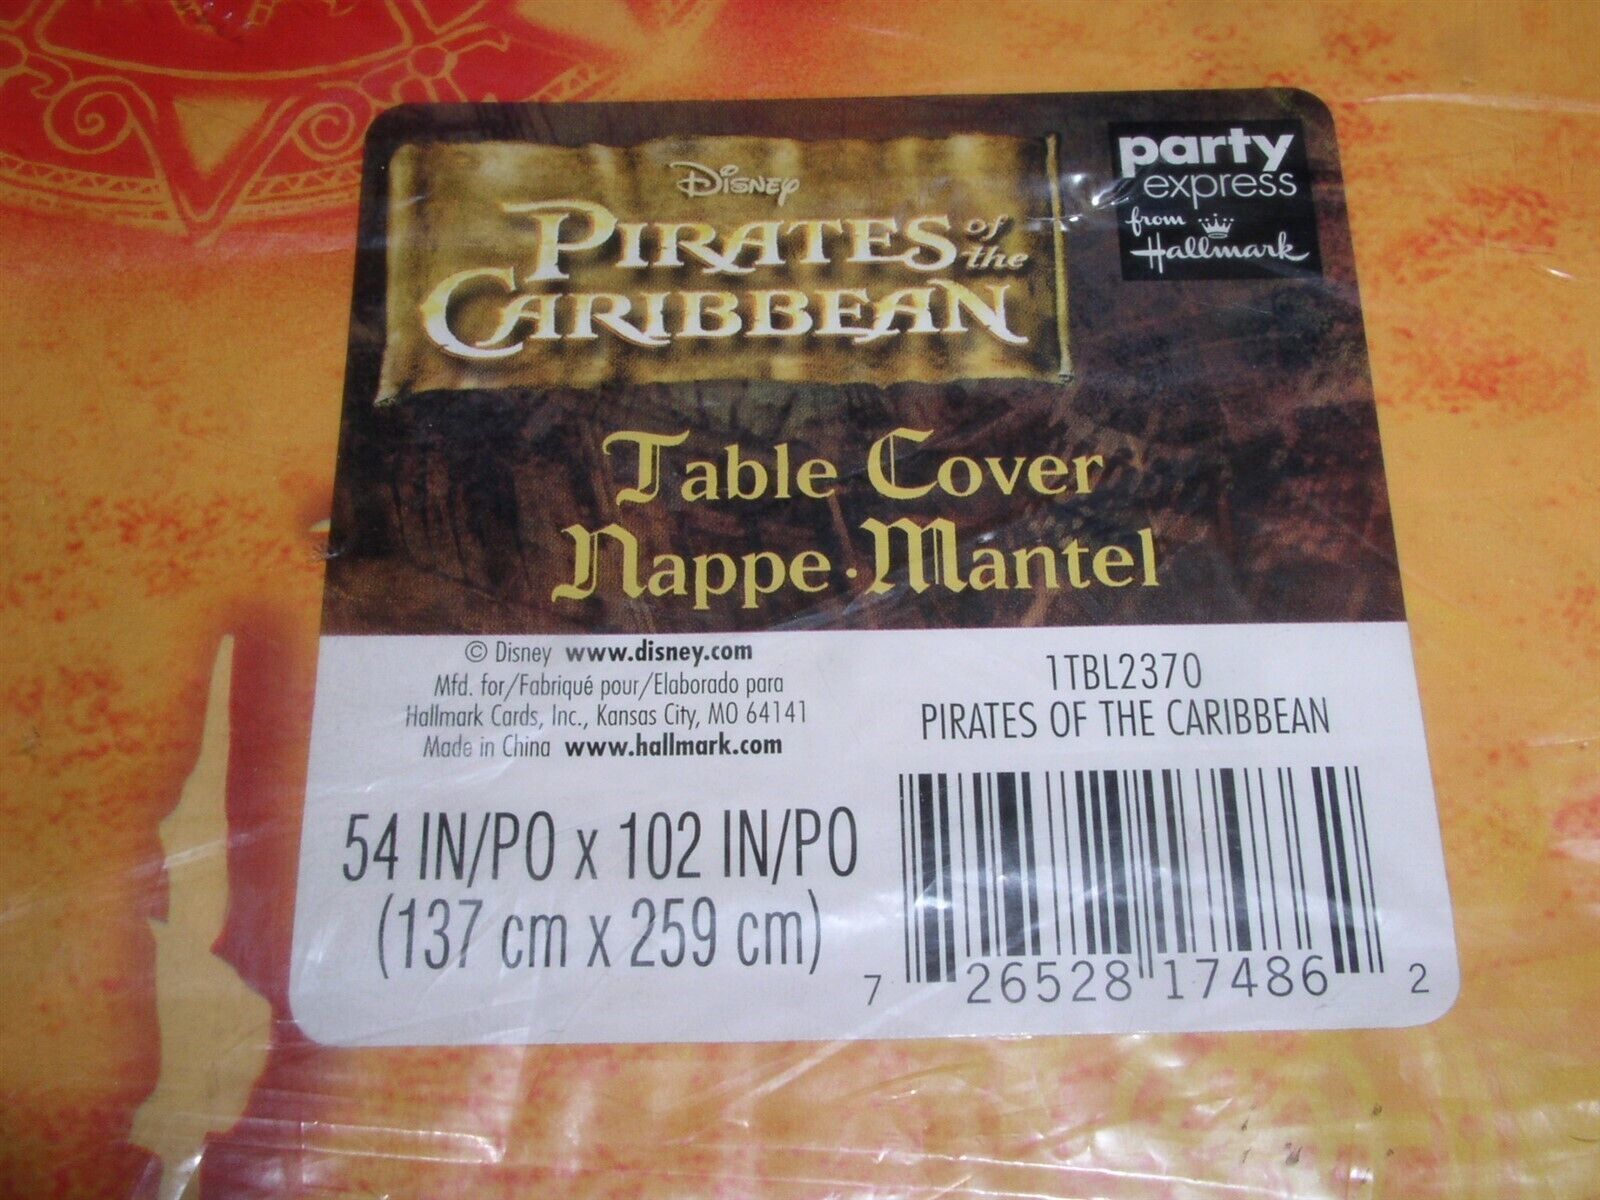 Disney
PIRATES of the
CARIBBEAN
party
express
from
Hallmark
Table Cover
Nappe · Mantel
© Disney www.disney.com
Mfd. for/Fabriqué pour/Elaborado para
Hallmark Cards, Inc., Kansas City, MO 64141
Made in China www.hallmark.com
54 IN/PO x 102 IN/PO
(137 cm x 259 cm)
1TBL2370
PIRATES OF THE CARIBBEAN
7 26528 17486 2